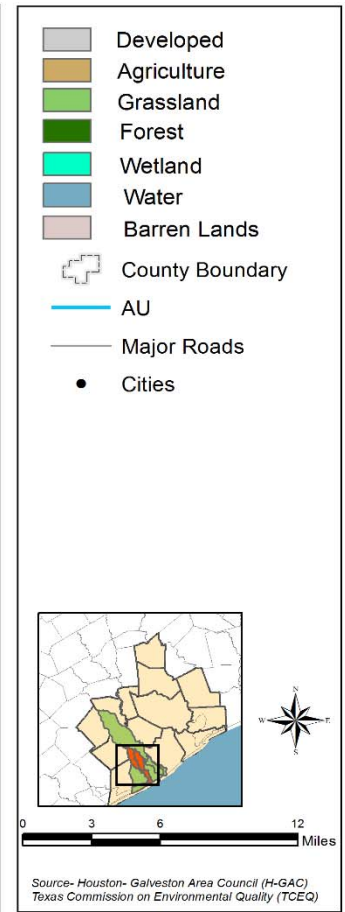 Developed
Agriculture
Grassland
Forest
Wetland
Water
Barren Lands
County Boundary
AU
Major Roads
Cities
N
W E
S
0 3 6 12
Miles
Source- Houston- Galveston Area Council (H-GAC)
Texas Commission on Environmental Quality (TCEQ)